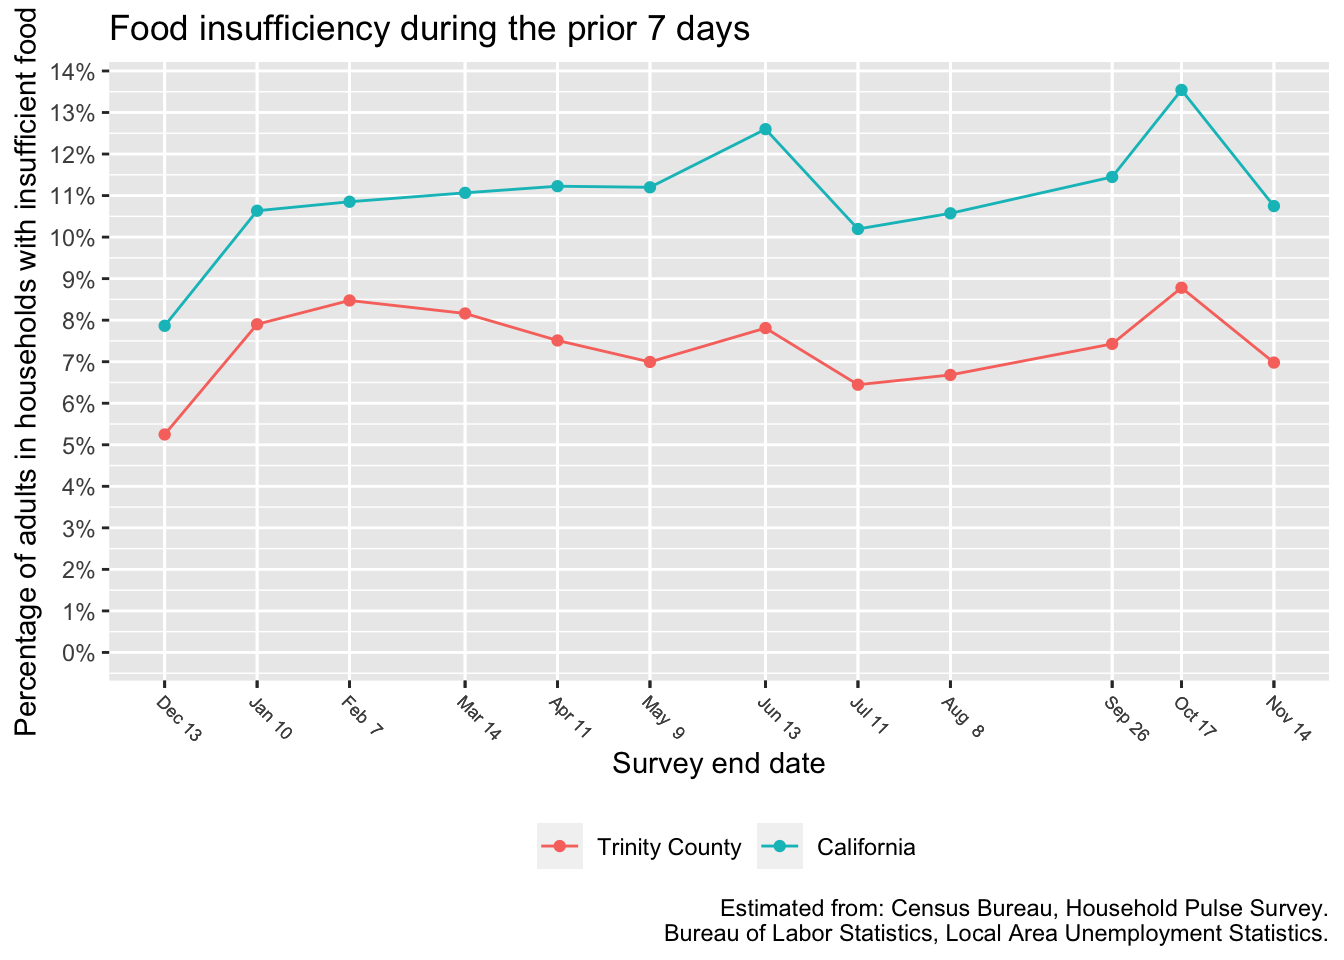 Food insufficiency during the prior 7 days
Percentage of adults in households with insufficient food
14%
13%
12%
11%
10%
9%
8%
7%
6%
5%
4%
3%
2%
1%
0%
Dec 13
Jan 10
Feb 7
Mar 14
Apr 11
May 9
Jun 13
Jul 11
Aug 8
Sep 26
Oct 17
Nov 14
Survey end date
Trinity County
California
Estimated from: Census Bureau, Household Pulse Survey.
Bureau of Labor Statistics, Local Area Unemployment Statistics.